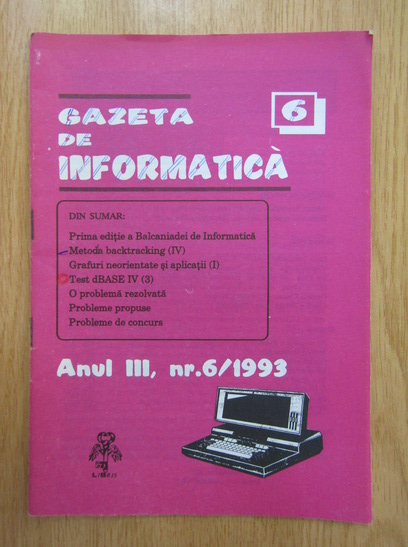 GAZETA
DE
INFORMATICĂ
6
DIN SUMAR:
Prima ediţie a Balcaniadei de Informatică
Metoda backtracking (IV)
Grafuri neorientate şi aplicaţii (I)
Test dBASE IV (3)
O problemă rezolvată
Probleme propuse
Probleme de concurs
Anul III, nr.6/1993